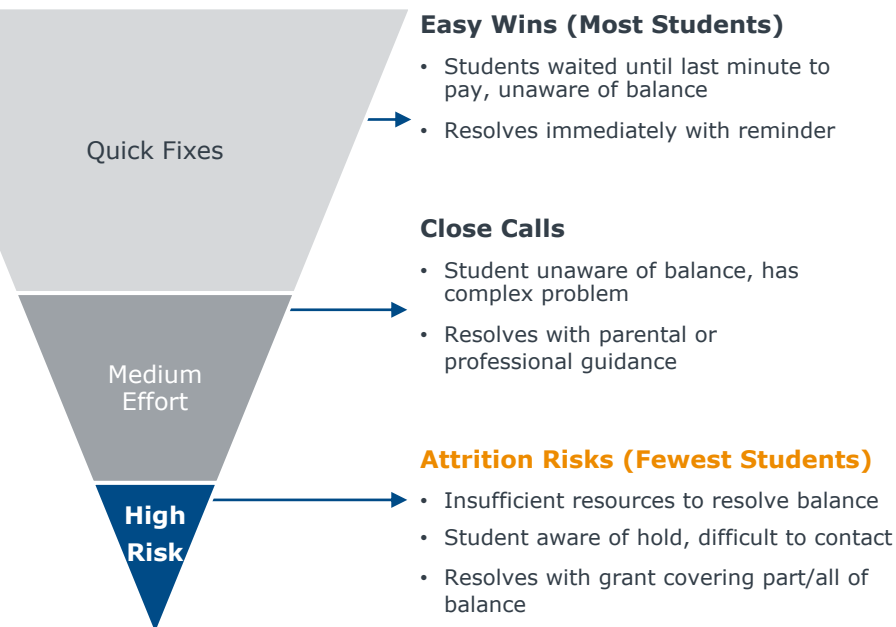 Quick Fixes
Easy Wins (Most Students)
• Students waited until last minute to
pay, unaware of balance
• Resolves immediately with reminder
Medium
Effort
Close Calls
• Student unaware of balance, has
complex problem
• Resolves with parental or
professional guidance
High
Risk
Attrition Risks (Fewest Students)
• Insufficient resources to resolve balance
• Student aware of hold, difficult to contact
• Resolves with grant covering part/all of
balance